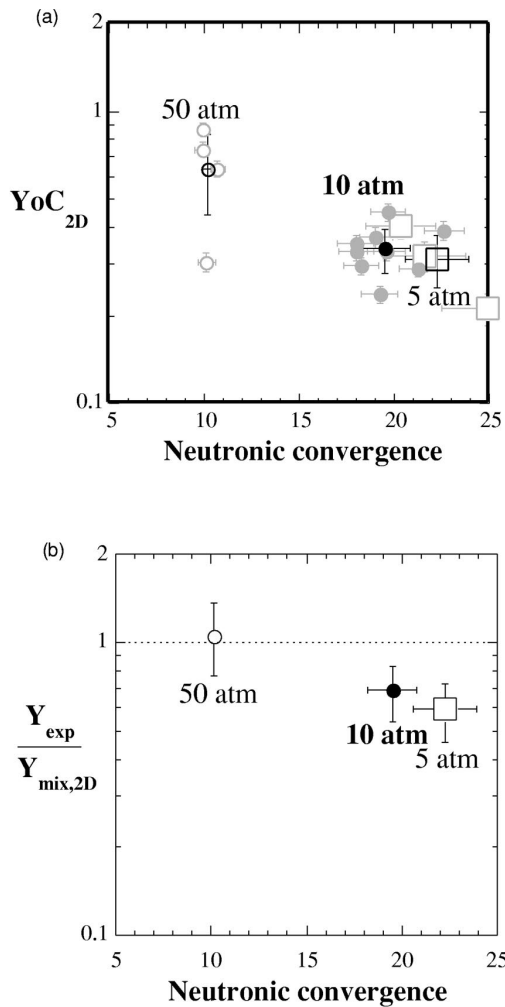 (a)
2
1
0.1
YoC2D
50 atm
10 atm
5 atm
5 10 15 20 25
Neutronic convergence
(b)
2
1
0.1
Yexp
Ymix,2D
50 atm
10 atm
5 atm
5 10 15 20 25
Neutronic convergence